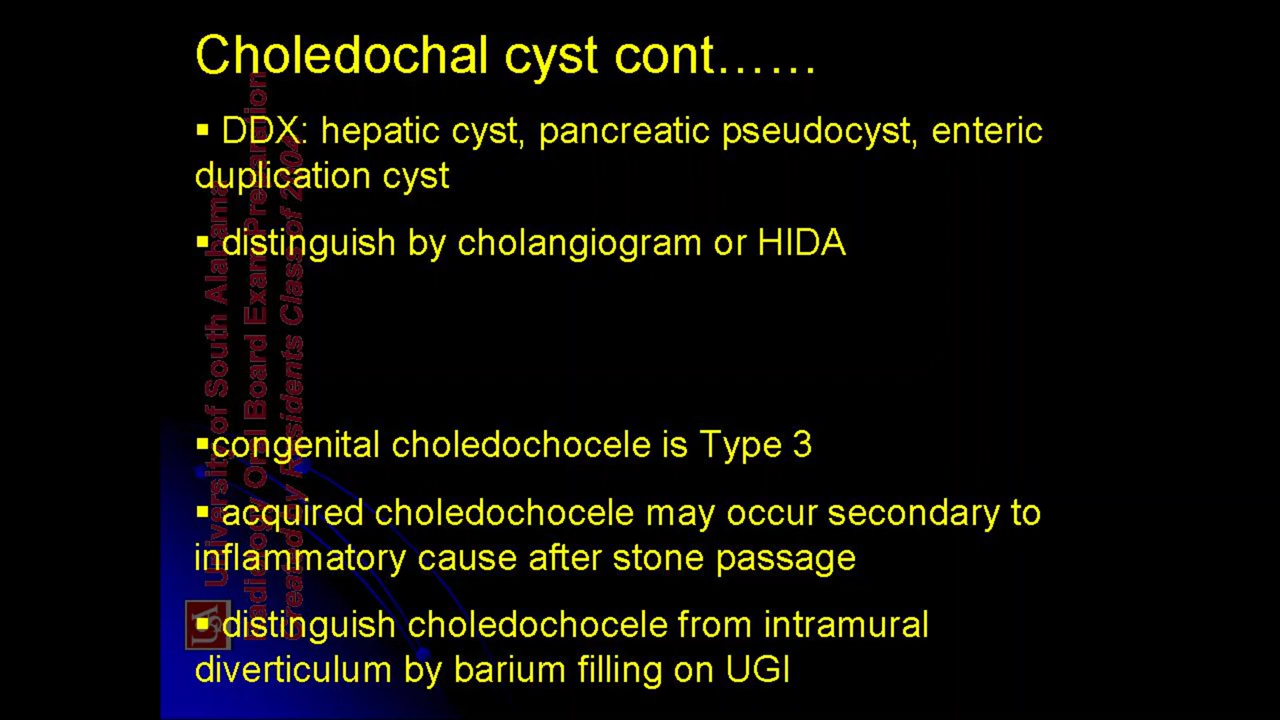 Choledochal cyst cont……
▪ DDX: hepatic cyst, pancreatic pseudocyst, enteric
duplication cyst
▪ distinguish by cholangiogram or HIDA
▪congenital choledochocele is Type 3
▪ acquired choledochocele may occur secondary to
inflammatory cause after stone passage
▪ distinguish choledochocele from intramural
diverticulum by barium filling on UGI
University of South Alabama
Radiology Oral Board Exam Preparation
Created by Residents Class of 2004